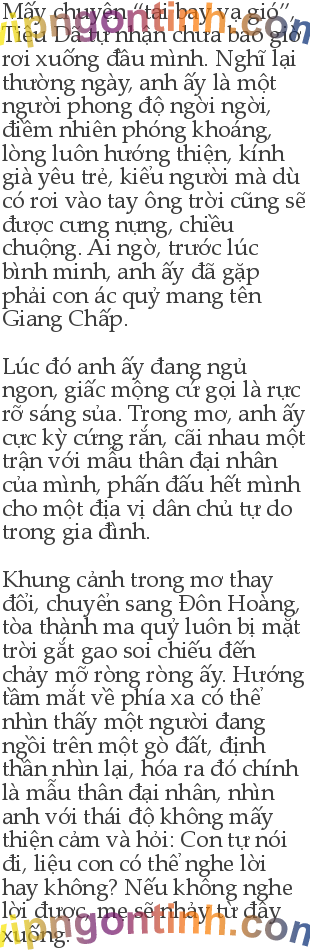 Mấy chuyện “tai bay vạ gió”,
Tiểu Dã tự nhận chưa bao giờ
rơi xuống đầu mình. Nghĩ lại
thường ngày, anh ấy là một
người phong độ ngời ngời,
điềm nhiên phóng khoáng,
lòng luôn hướng thiện, kính
già yêu trẻ, kiểu người mà dù
có rơi vào tay ông trời cũng sẽ
được cưng nựng, chiều
chuộng. Ai ngờ, trước lúc
bình minh, anh ấy đã gặp
phải con ác quỷ mang tên
Giang Chấp.
Lúc đó anh ấy đang ngủ
ngon, giấc mộng cứ gọi là rực
rỡ sáng sủa. Trong mơ, anh ấy
cực kỳ cứng rắn, cãi nhau một
trận với mẫu thân đại nhân
của mình, phấn đấu hết mình
cho một địa vị dân chủ tự do
trong gia đình.
Khung cảnh trong mơ thay
đổi, chuyển sang Đôn Hoàng,
tòa thành ma quỷ luôn bị mặt
trời gắt gao soi chiếu đến
chảy mỡ ròng ròng ấy. Hướng
tầm mắt về phía xa có thể
nhìn thấy một người đang
ngồi trên một gò đất, định
thần nhìn lại, hóa ra đó chính
là mẫu thân đại nhân, nhìn
anh với thái độ không mấy
thiện cảm và hỏi: Con tự nói
đi, liệu con có thể nghe lời
hay không? Nếu không nghe
lời được, mẹ sẽ nhảy từ đây
xuống.
vipngontinh.com
vipngontinh.com